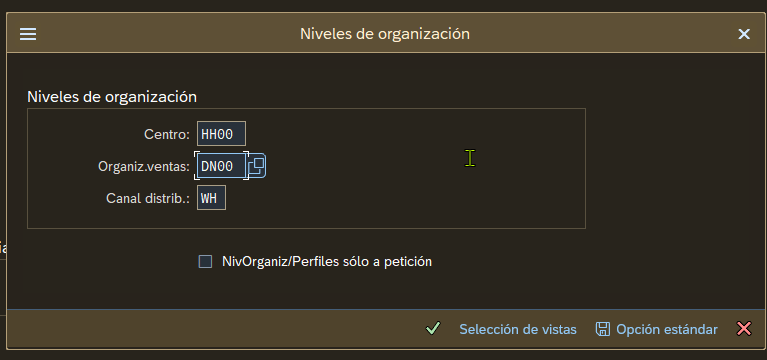 Niveles de organización
Niveles de organización
Centro: HH00
Organiz.ventas: DN00
Canal distrib.: WH
NivOrganiz/Perfiles sólo a petición
Selección de vistas Opción estándar